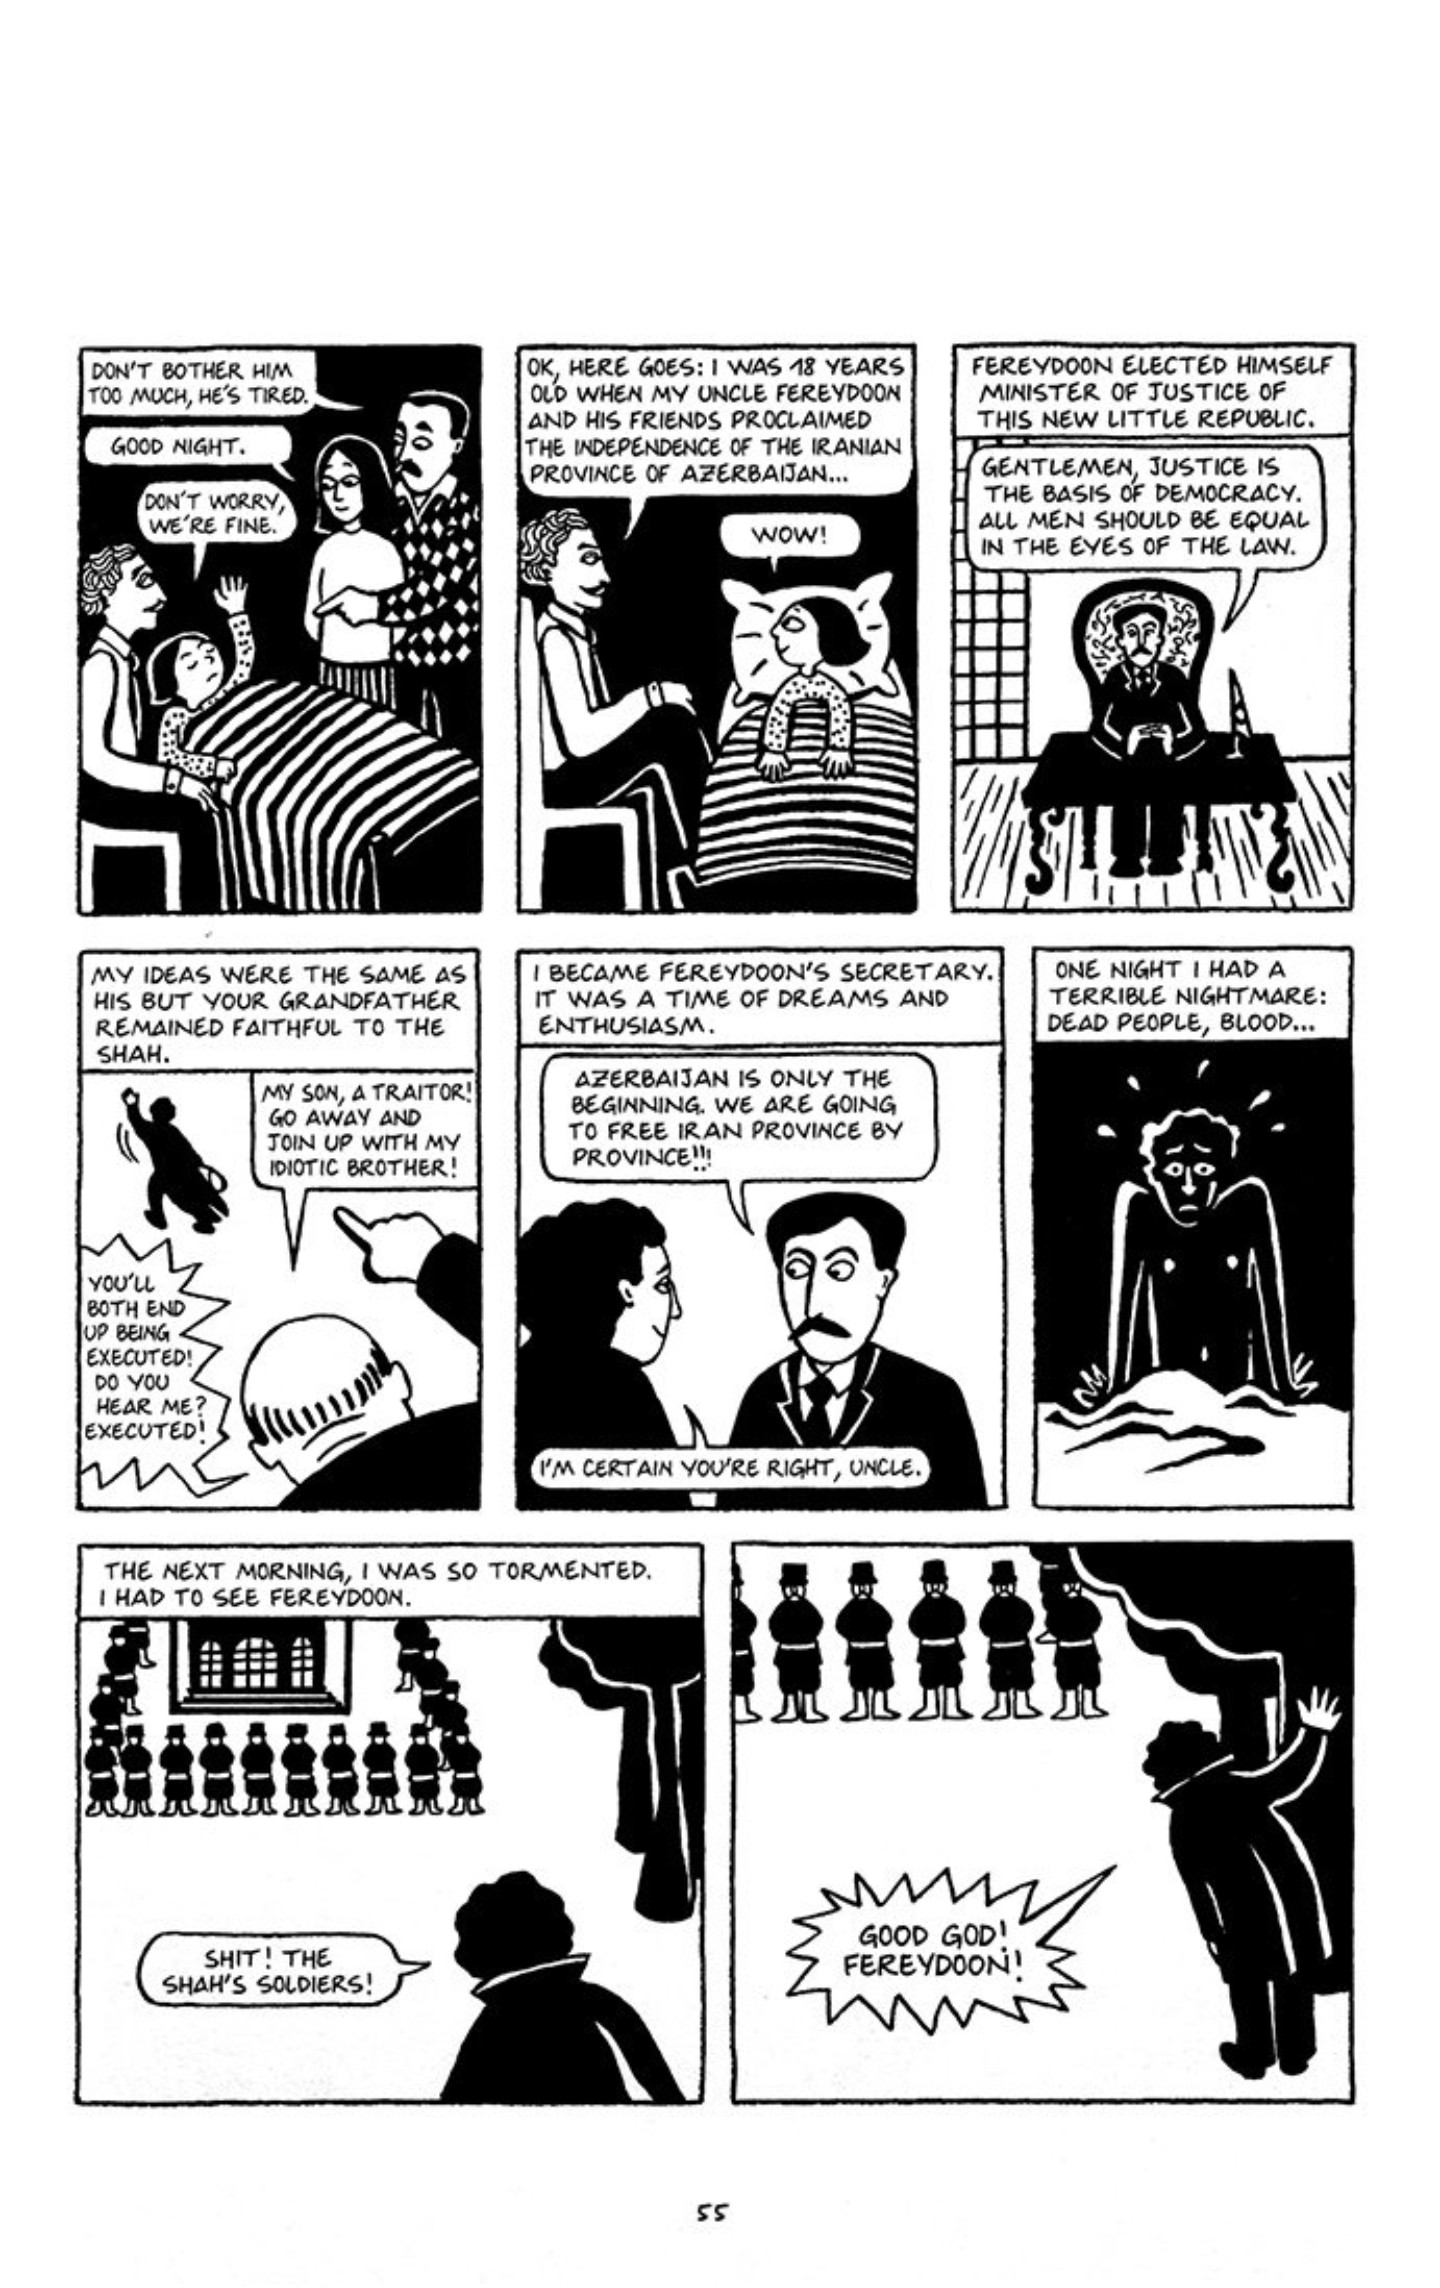 DON'T BOTHER HIM
TOO MUCH, HE'S TIRED.
GOOD NIGHT.
DON'T WORRY,
WE'RE FINE.
OK, HERE GOES: I WAS 18 YEARS
OLD WHEN MY UNCLE FEREYDOON
AND HIS FRIENDS PROCLAIMED
THE INDEPENDENCE OF THE IRANIAN
PROVINCE OF AZERBAIJAN...
WOW!
FEREYDOON ELECTED HIMSELF
MINISTER OF JUSTICE OF
THIS NEW LITTLE REPUBLIC.
GENTLEMEN, JUSTICE IS
THE BASIS OF DEMOCRACY.
ALL MEN SHOULD BE EQUAL
IN THE EYES OF THE LAW.
MY IDEAS WERE THE SAME AS
HIS BUT YOUR GRANDFATHER
REMAINED FAITHFUL TO THE
SHAH.
MY SON, A TRAITOR!
GO AWAY AND
JOIN UP WITH MY
IDIOTIC BROTHER!
YOU'LL
BOTH END
UP BEING
EXECUTED!
DO YOU
HEAR ME?
EXECUTED!
I BECAME FEREYDOON'S SECRETARY.
IT WAS A TIME OF DREAMS AND
ENTHUSIASM.
AZERBAIJAN IS ONLY THE
BEGINNING. WE ARE GOING
TO FREE IRAN PROVINCE BY
PROVINCE!!!
I'M CERTAIN YOU'RE RIGHT, UNCLE.
ONE NIGHT I HAD A
TERRIBLE NIGHTMARE:
DEAD PEOPLE, BLOOD...
THE NEXT MORNING, I WAS SO TORMENTED.
I HAD TO SEE FEREYDOON.
SHIT! THE
SHAH'S SOLDIERS!
GOOD GOD!
FEREYDOON!
55